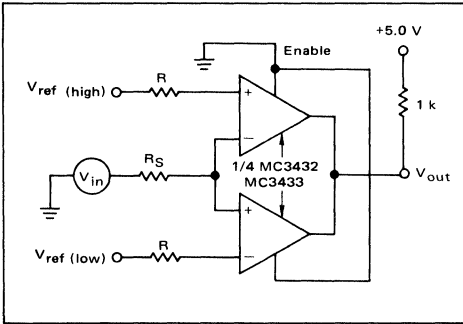 +5.0 V
Enable
Vref (high)
R
+
−
1 k
RS
1/4 MC3432
MC3433
Vin
Vout
+
−
Vref (low)
R